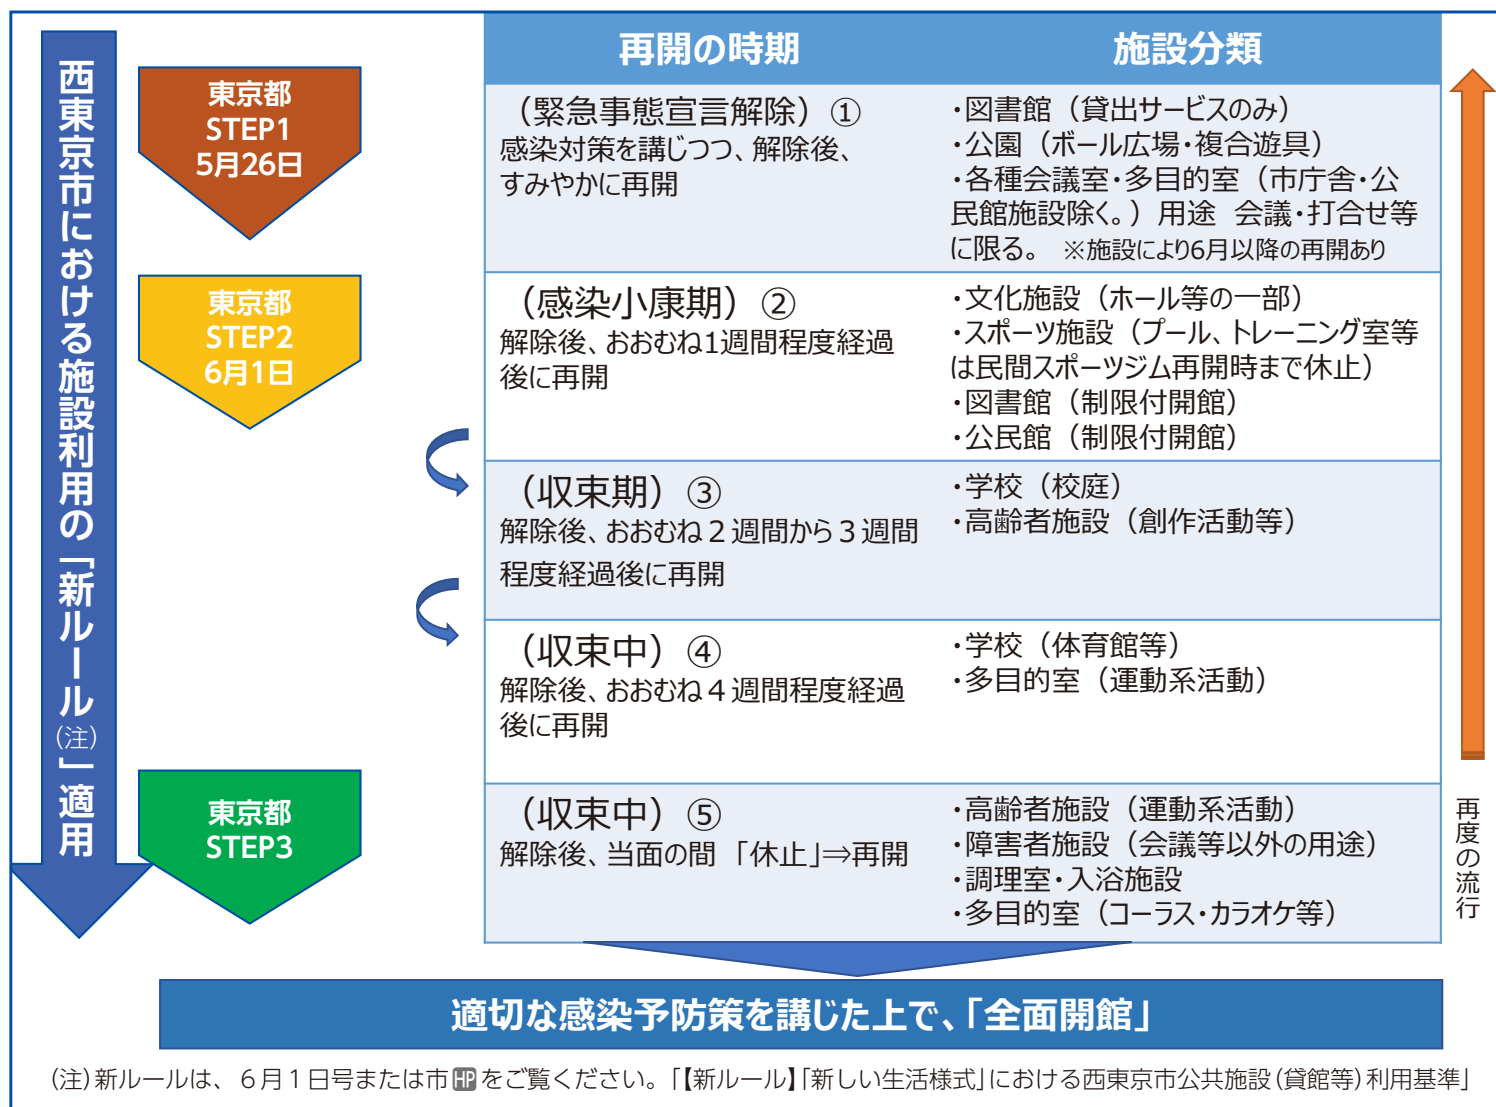 西東京市における施設利用の「新ルール(注)」適用
東京都
STEP1
5月26日
東京都
STEP2
6月1日
東京都
STEP3
再開の時期
施設分類
（緊急事態宣言解除）①
感染対策を講じつつ、解除後、
すみやかに再開
・図書館（貸出サービスのみ）
・公園（ボール広場・複合遊具）
・各種会議室・多目的室（市庁舎・公
民館施設除く。）用途　会議・打合せ等
に限る。　※施設により6月以降の再開あり
（感染小康期）②
解除後、おおむね1週間程度経過
後に再開
・文化施設（ホール等の一部）
・スポーツ施設（プール、トレーニング室等
は民間スポーツジム再開時まで休止）
・図書館（制限付開館）
・公民館（制限付開館）
（収束期）③
解除後、おおむね２週間から３週間
程度経過後に再開
・学校（校庭）
・高齢者施設（創作活動等）
（収束中）④
解除後、おおむね４週間程度経過
後に再開
・学校（体育館等）
・多目的室（運動系活動）
（収束中）⑤
解除後、当面の間　「休止」⇒再開
・高齢者施設（運動系活動）
・障害者施設（会議等以外の用途）
・調理室・入浴施設
・多目的室（コーラス・カラオケ等）
再度の流行
適切な感染予防策を講じた上で、「全面開館」
(注)新ルールは、６月１日号または市HPをご覧ください。「【新ルール】「新しい生活様式」における西東京市公共施設(貸館等)利用基準」